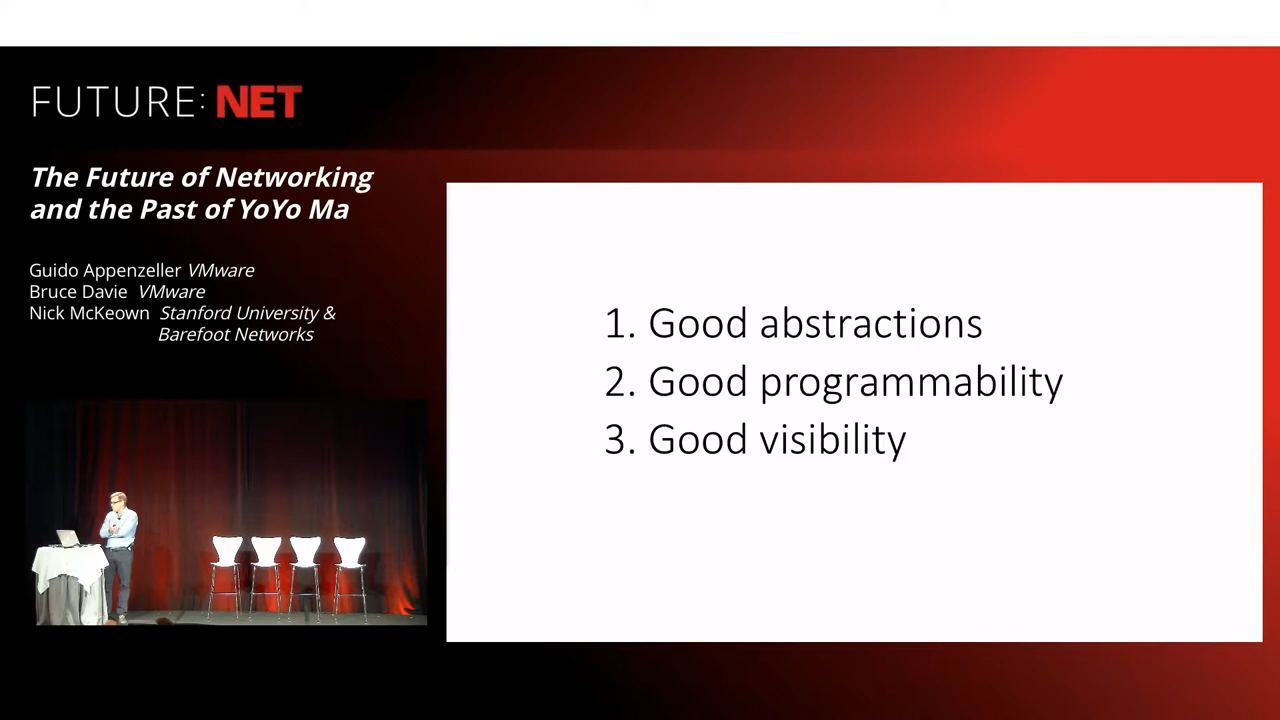 FUTURE: NET
The Future of Networking
and the Past of YoYo Ma
Guido Appenzeller VMware
Bruce Davie VMware
Nick McKeown Stanford University &
Barefoot Networks
1. Good abstractions
2. Good programmability
3. Good visibility